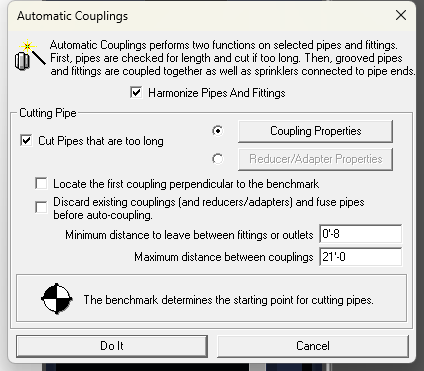 Automatic Couplings
Automatic Couplings performs two functions on selected pipes and fittings.
First, pipes are checked for length and cut if too long. Then, grooved pipes
and fittings are coupled together as well as sprinklers connected to pipe ends.
Harmonize Pipes And Fittings
Cutting Pipe
Cut Pipes that are too long
Coupling Properties
Reducer/Adapter Properties
Locate the first coupling perpendicular to the benchmark
Discard existing couplings (and reducers/adapters) and fuse pipes
before auto-coupling.
Minimum distance to leave between fittings or outlets
0'-8
Maximum distance between couplings
21'-0
The benchmark determines the starting point for cutting pipes.
Do It
Cancel